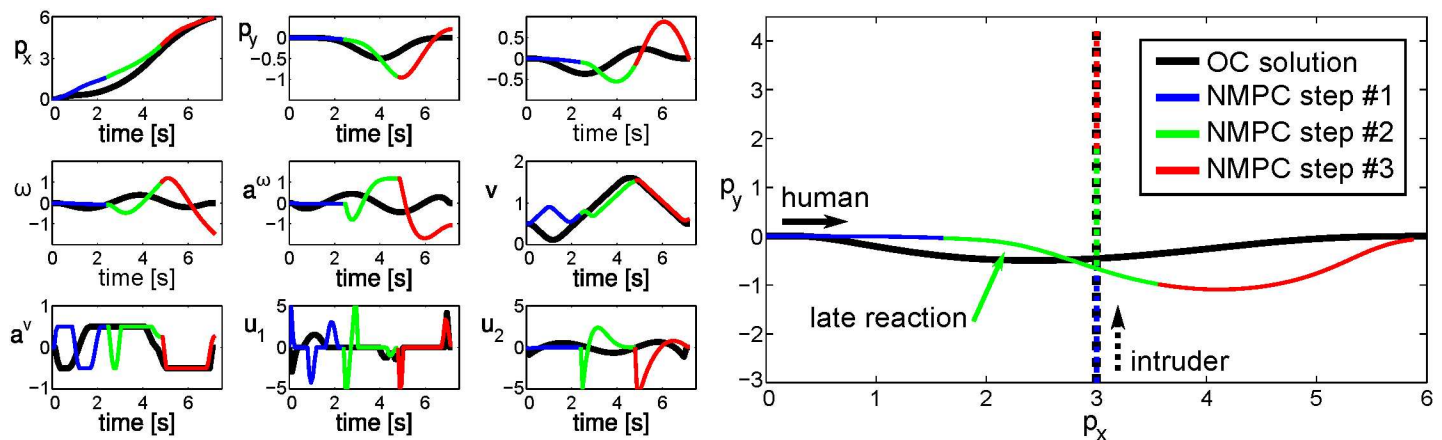 6
p_x
3
0
0 2 4 6
time [s]
p_y
0
−0.5
−1
0 2 4 6
time [s]
0.5
0
−0.5
0 2 4 6
time [s]
ω
1
0
−1
0 2 4 6
time [s]
a^ω
1
0
−1
0 2 4 6
time [s]
v
2
1
0
0 2 4 6
time [s]
a^v
1
0
−1
0 2 4 6
time [s]
u_1
5
0
−5
0 2 4 6
time [s]
u_2
5
0
−5
0 2 4 6
time [s]
4
3
2
1
0
−1
−2
−3
p_y
OC solution
NMPC step #1
NMPC step #2
NMPC step #3
human
late reaction
intruder
0 1 2 3 4 5 6
p_x